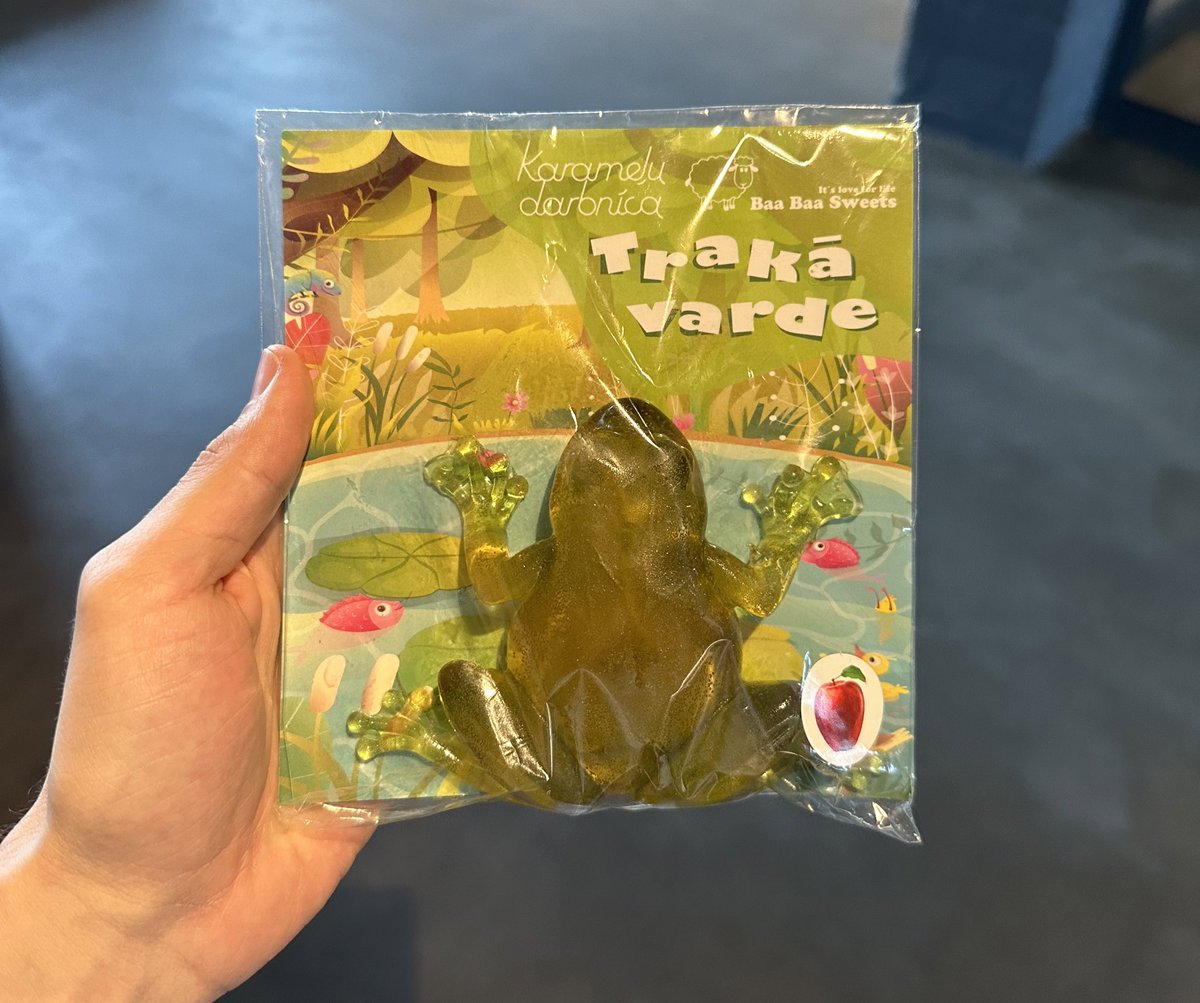 Karameļu
darbnīca
It's love for life
Baa Baa Sweets
Trakā
varde